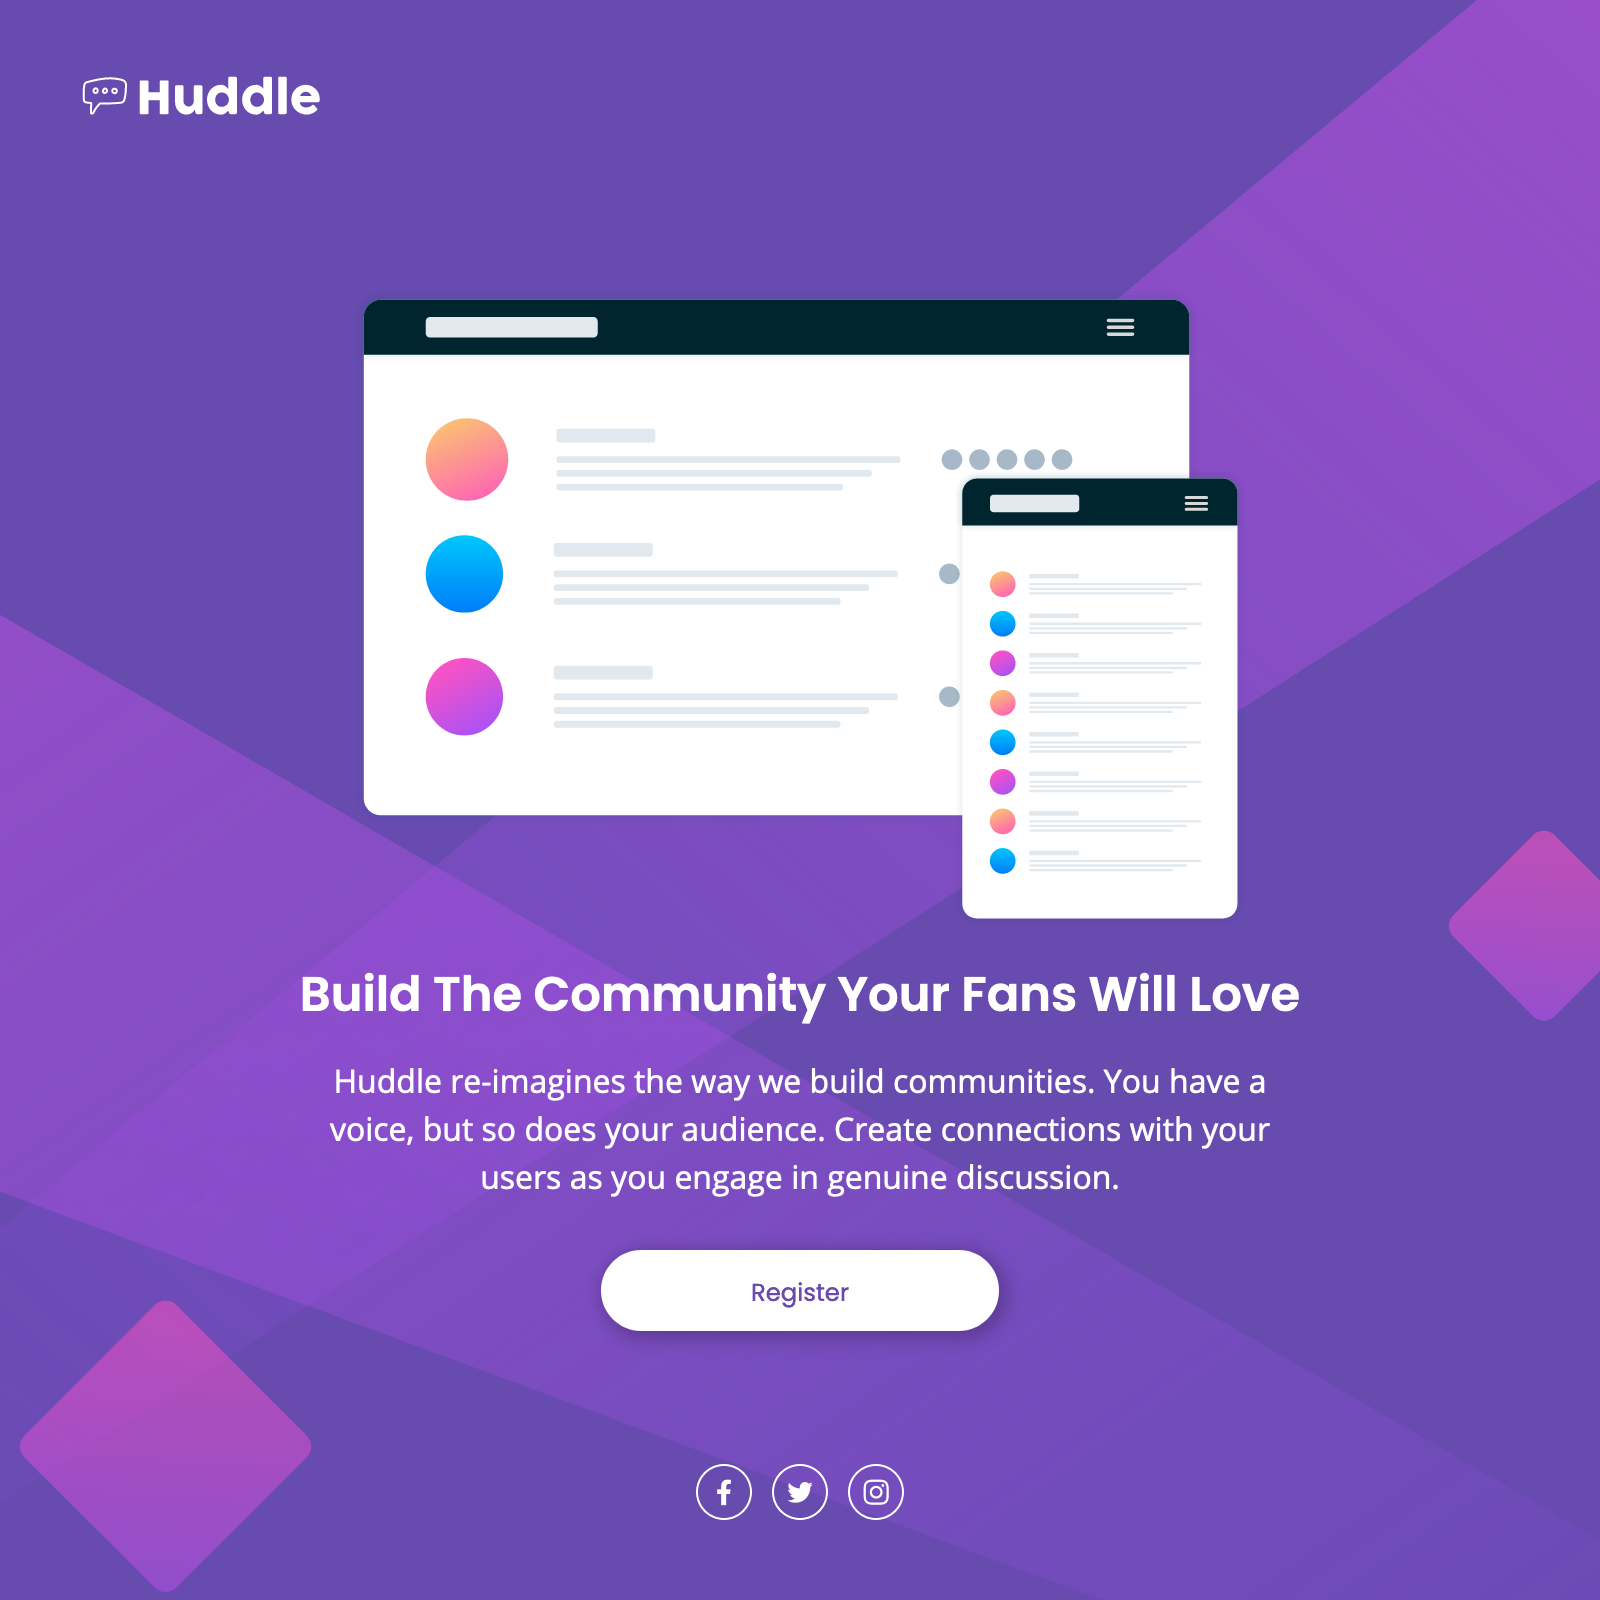 Huddle
Build The Community Your Fans Will Love
Huddle re-imagines the way we build communities. You have a
voice, but so does your audience. Create connections with your
users as you engage in genuine discussion.
Register